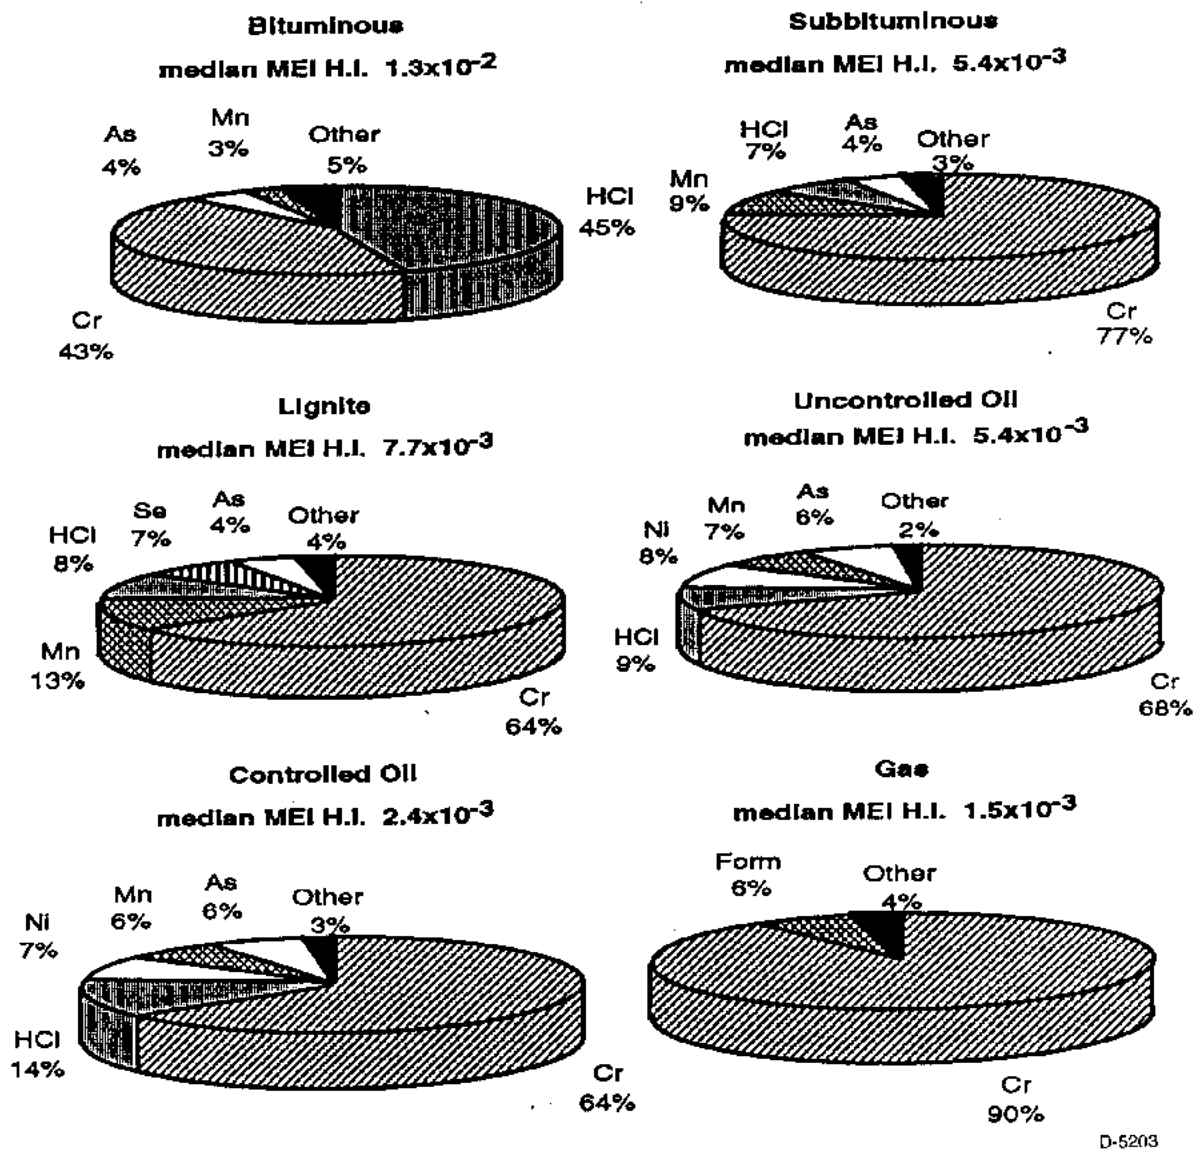 Bituminous
median MEI H.I. 1.3x10-2
As
4%
Mn
3%
Other
5%
HCl
45%
Cr
43%
Subbituminous
median MEI H.I. 5.4x10-3
HCl
7%
As
4%
Other
3%
Mn
9%
Cr
77%
Lignite
median MEI H.I. 7.7x10-3
HCl
8%
Se
7%
As
4%
Other
4%
Mn
13%
Cr
64%
Uncontrolled Oil
median MEI H.I. 5.4x10-3
Ni
8%
Mn
7%
As
6%
Other
2%
HCl
9%
Cr
68%
Controlled Oil
median MEI H.I. 2.4x10-3
Ni
7%
Mn
6%
As
6%
Other
3%
HCl
14%
Cr
64%
Gas
median MEI H.I. 1.5x10-3
Form
6%
Other
4%
Cr
90%
D-5203